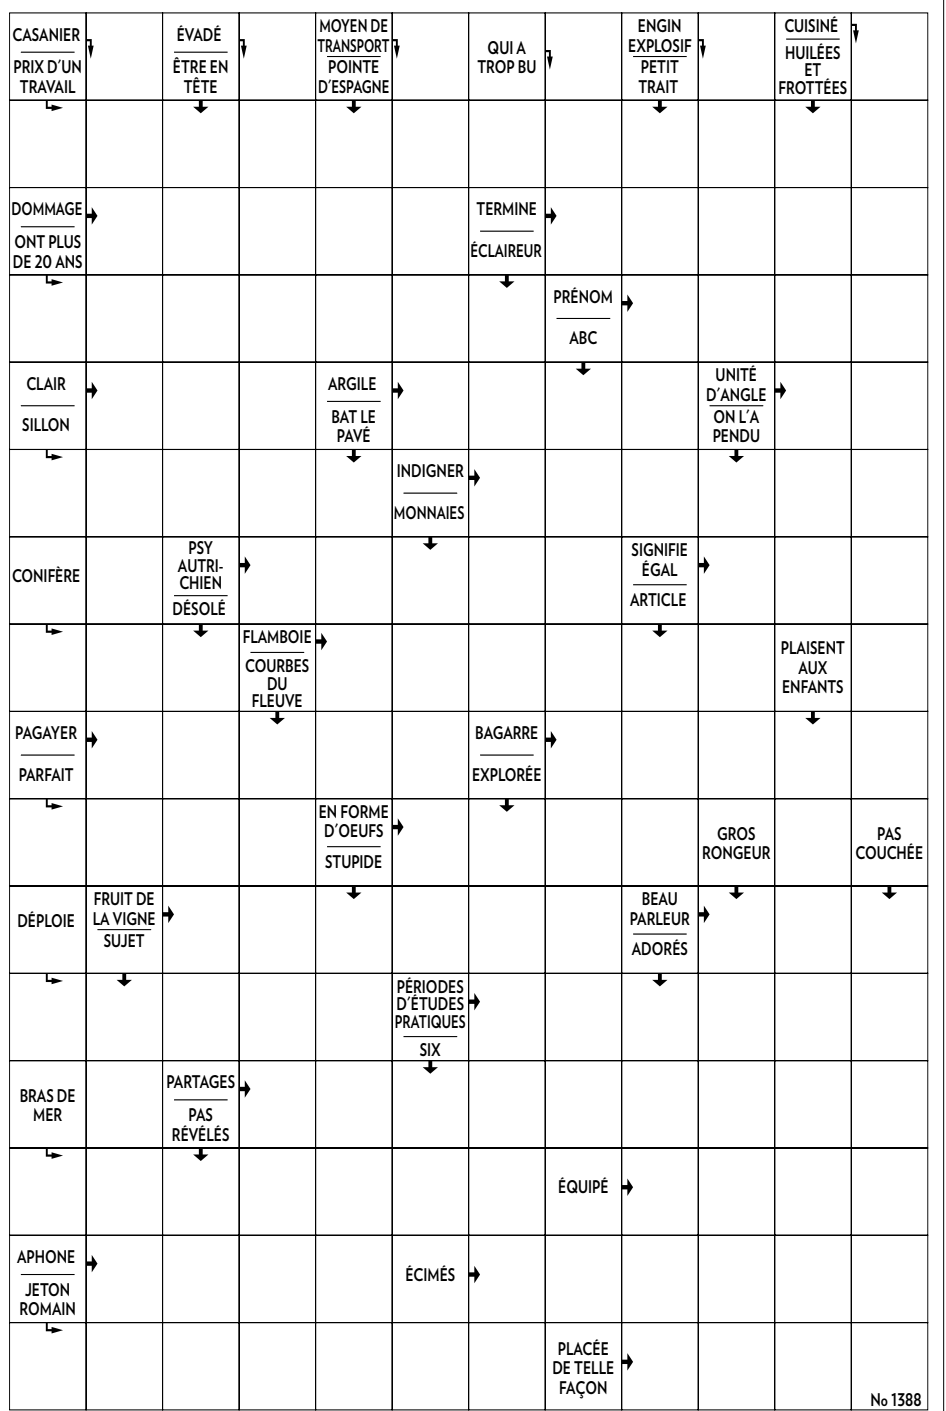 CASANIER
PRIX D'UN
TRAVAIL
ÉVADÉ
ÊTRE EN
TÊTE
MOYEN DE
TRANSPORT
POINTE
D'ESPAGNE
QUI A
TROP BU
ENGIN
EXPLOSIF
PETIT
TRAIT
CUISINÉ
HUILÉES
ET
FROTTÉES
DOMMAGE
ONT PLUS
DE 20 ANS
TERMINE
ÉCLAIREUR
PRÉNOM
ABC
CLAIR
SILLON
ARGILE
BAT LE
PAVÉ
UNITÉ
D'ANGLE
ON L'A
PENDU
INDIGNER
MONNAIES
CONIFÈRE
PSY
AUTRI-
CHIEN
DÉSOLÉ
SIGNIFIE
ÉGAL
ARTICLE
FLAMBOIE
COURBES
DU
FLEUVE
PLAISENT
AUX
ENFANTS
PAGAYER
PARFAIT
BAGARRE
EXPLORÉE
EN FORME
D'OEUFS
STUPIDE
GROS
RONGEUR
PAS
COUCHÉE
DÉPLOIE
FRUIT DE
LA VIGNE
SUJET
BEAU
PARLEUR
ADORÉS
PÉRIODES
D'ÉTUDES
PRATIQUES
SIX
BRAS DE
MER
PARTAGES
PAS
RÉVÉLÉS
ÉQUIPÉ
APHONE
JETON
ROMAIN
ÉCIMÉS
PLACÉE
DE TELLE
FAÇON
No 1388